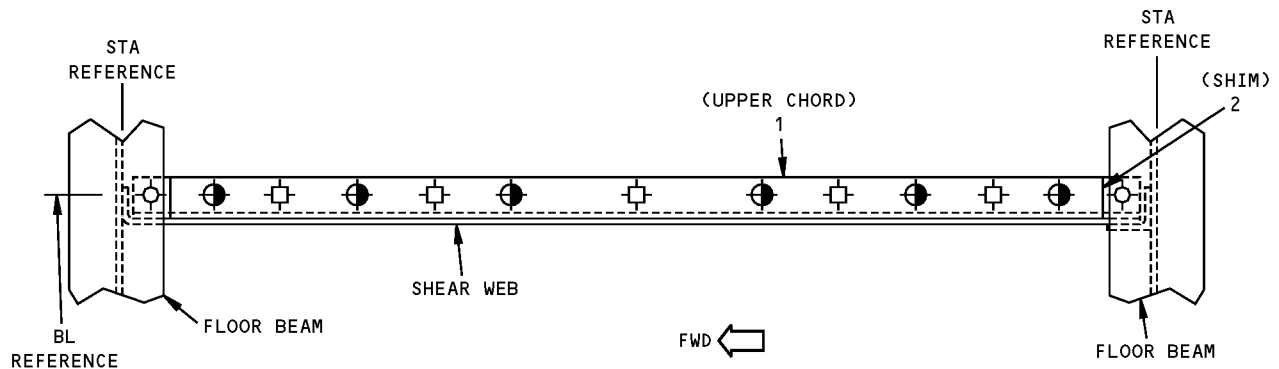 STA
REFERENCE
STA
REFERENCE
(SHIM)
2
(UPPER CHORD)
1
SHEAR WEB
FLOOR BEAM
BL
REFERENCE
FWD
FLOOR BEAM